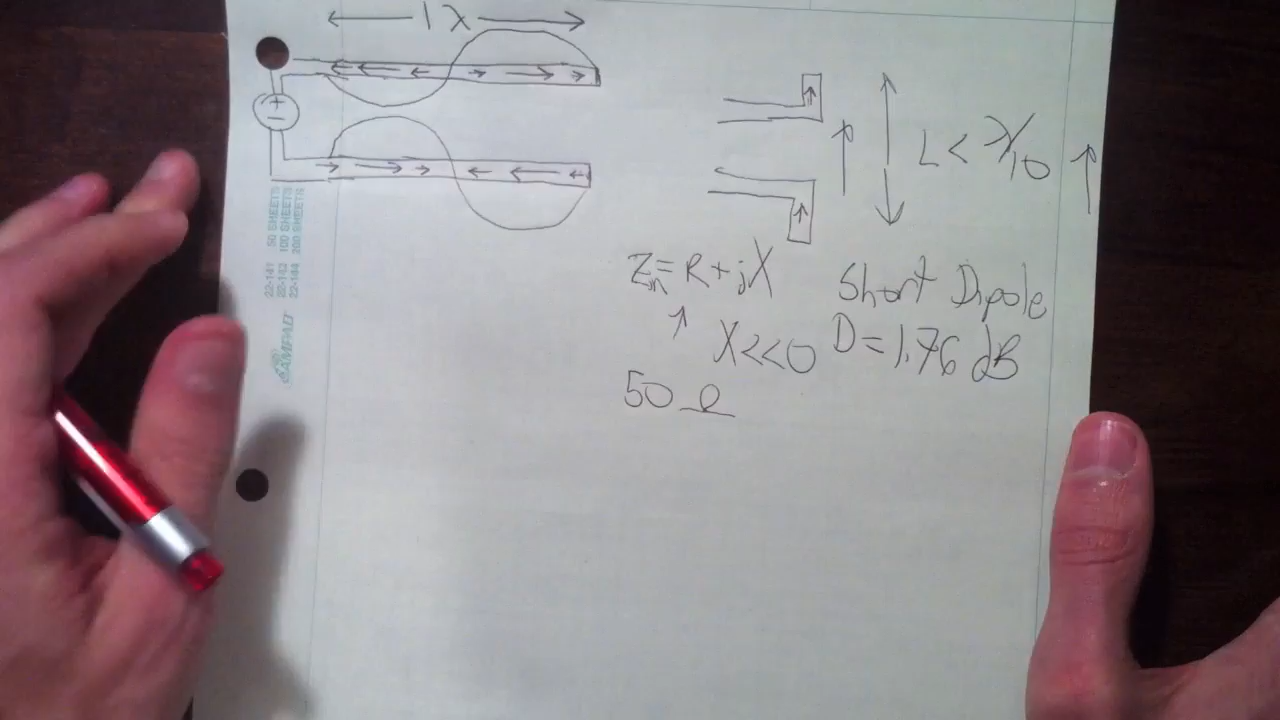 1λ
+
−
L < λ/10
Zin = R + jX
Short Dipole
X<<0
D = 1.76 dB
50 Ω
22-141 50 SHEETS
22-142 100 SHEETS
22-144 200 SHEETS
AMPAD